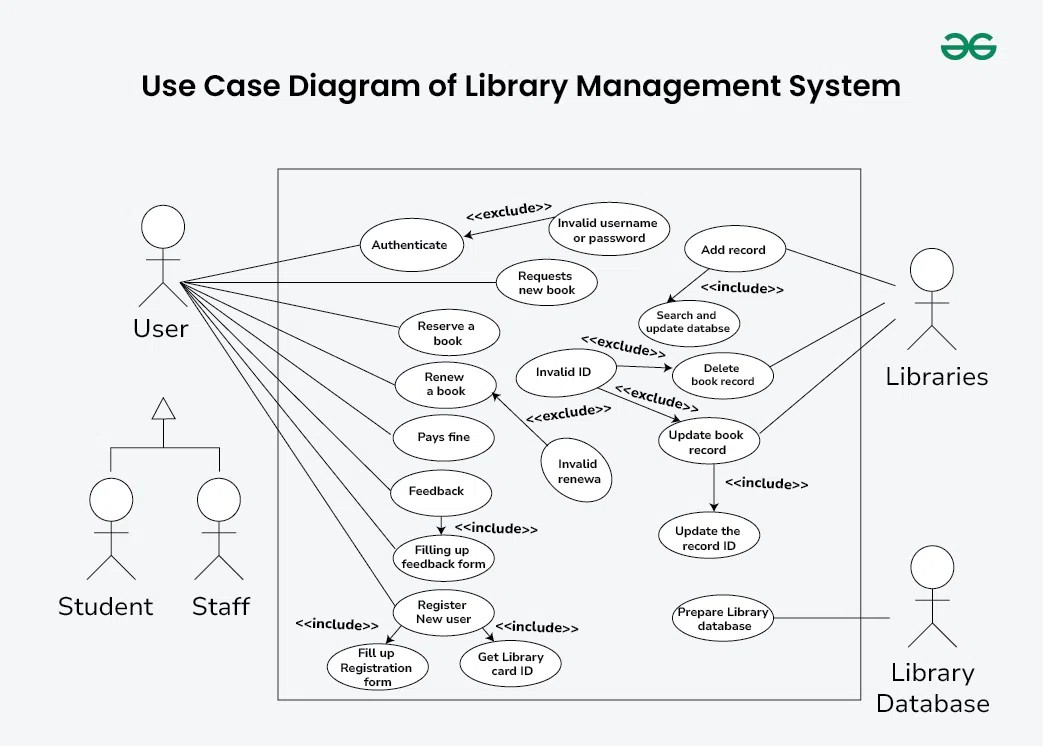 Use Case Diagram of Library Management System
<<exclude>>
Invalid username
or password
Authenticate
Add record
Requests
new book
<<include>>
Search and
update databse
User
Reserve a
book
<<exclude>>
Invalid ID
Delete
book record
Libraries
Renew
a book
<<exclude>>
<<exclude>>
Pays fine
Update book
record
Invalid
renewa
Feedback
<<include>>
<<include>>
Update the
record ID
Filling up
feedback form
Student
Staff
Register
New user
Prepare Library
database
<<include>>
<<include>>
Fill up
Registration
form
Get Library
card ID
Library
Database